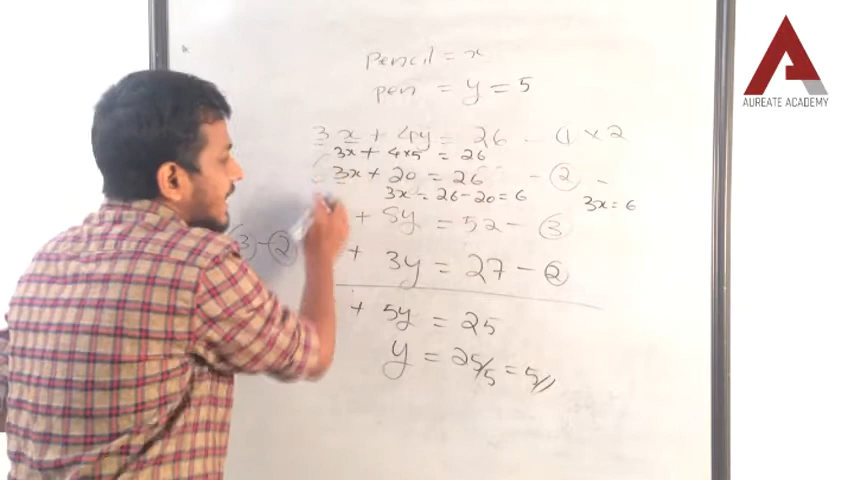 Pencil = x
pen = y = 5
3x + 4y = 26 - ① × 2
3x + 4×5 = 26
3x + 20 = 26 - ② -
3x = 26-20 = 6
3x = 6
+ 8y = 52 - ③
③ - ②
+ 3y = 27 - ②
+ 5y = 25
y = 25/5 = 5//
A
AUREATE ACADEMY